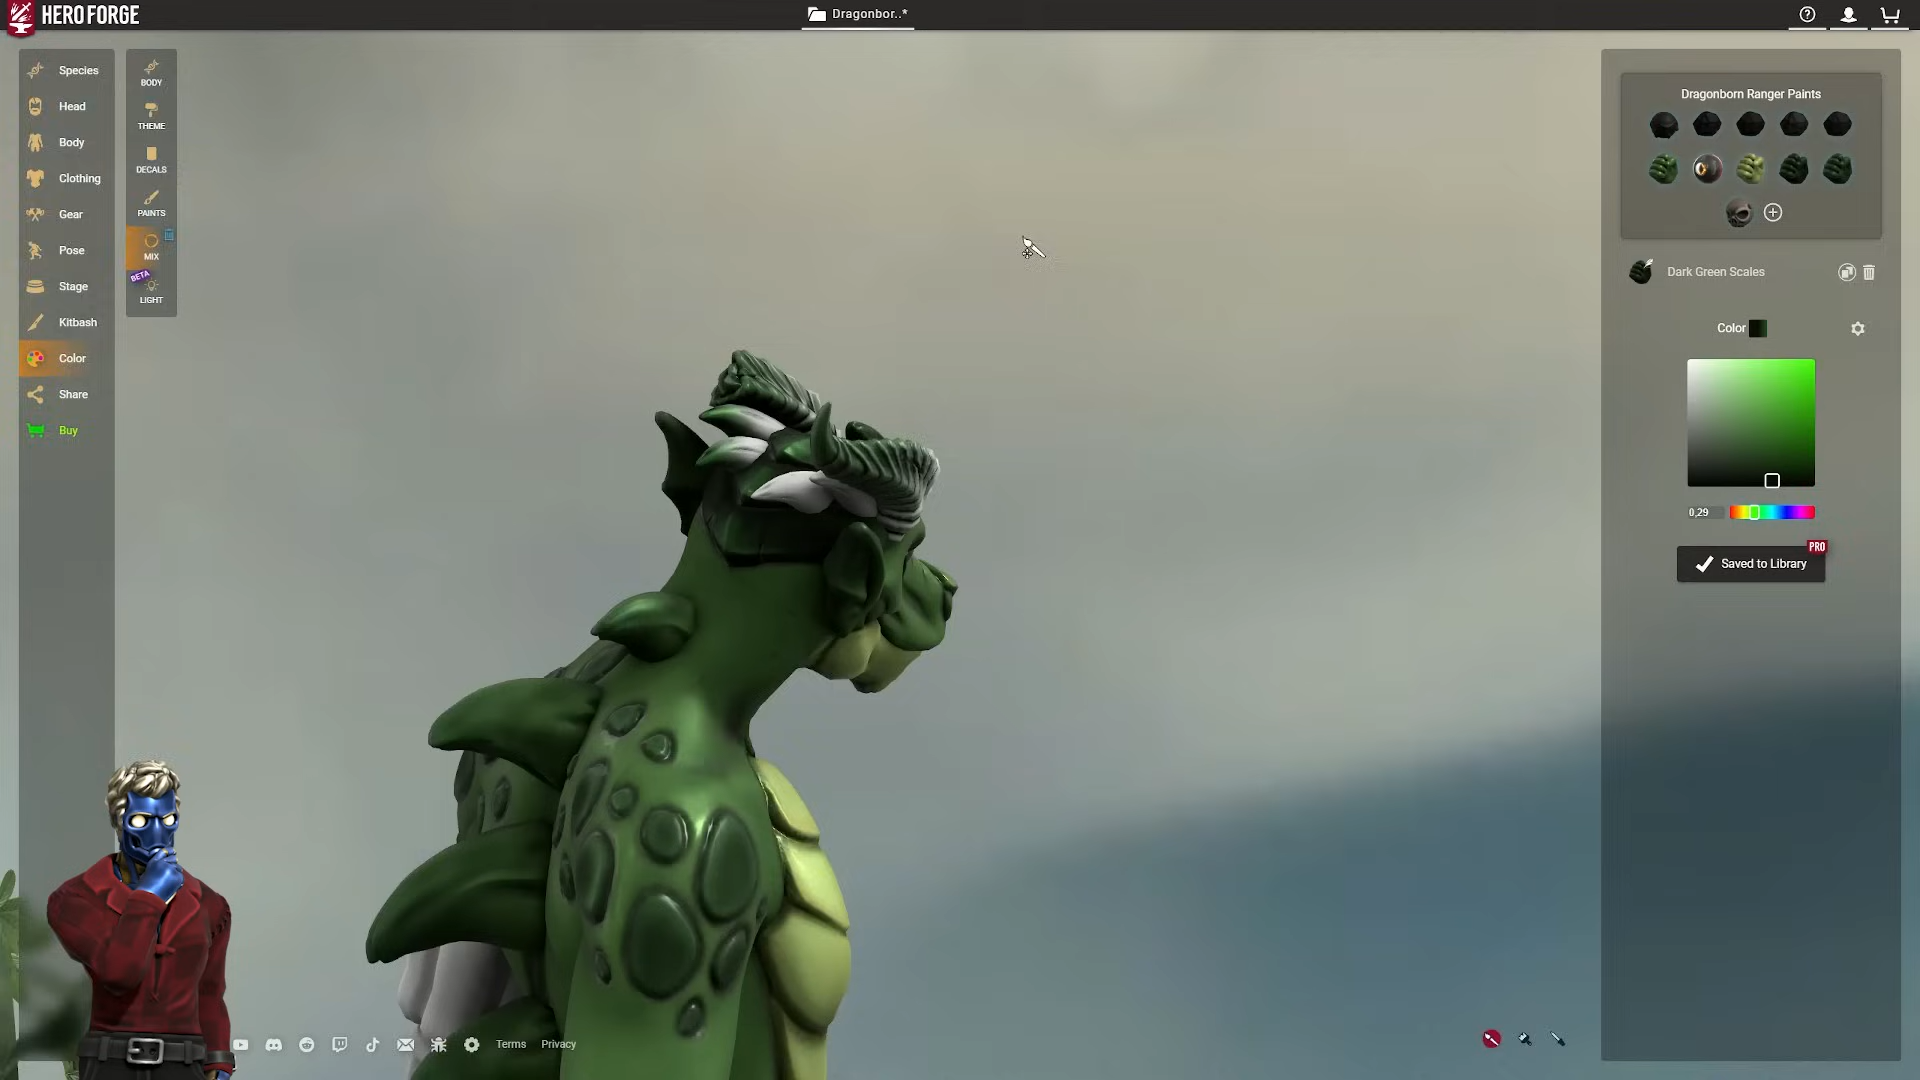 HERO FORGE
Dragonbor..*
Species
Head
Body
Clothing
Gear
Pose
Stage
Kitbash
Color
Share
Buy
BODY
THEME
DECALS
PAINTS
MIX
BETA
LIGHT
Dragonborn Ranger Paints
Dark Green Scales
Color
0,29
PRO
Saved to Library
Terms
Privacy